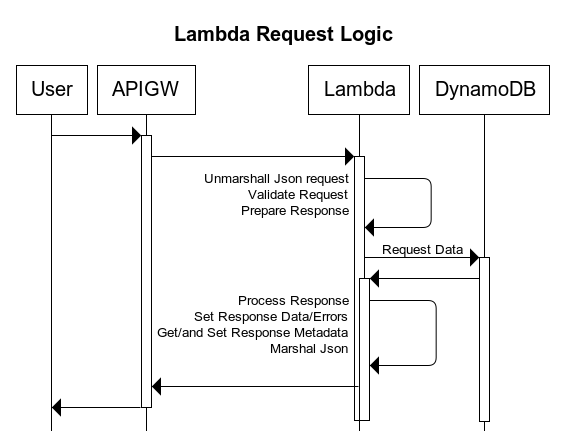 Lambda Request Logic
User
APIGW
Lambda
DynamoDB
Unmarshall Json request
Validate Request
Prepare Response
Request Data
Process Response
Set Response Data/Errors
Get/and Set Response Metadata
Marshal Json